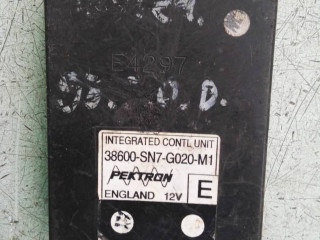 E4297
INTEGRATED CONTL UNIT
38600-SN7-G020-M1
PEKTRON
ENGLAND 12V E